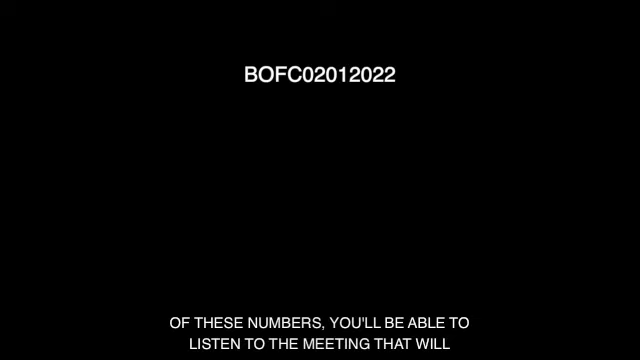 BOFC02012022
OF THESE NUMBERS, YOU'LL BE ABLE TO
LISTEN TO THE MEETING THAT WILL